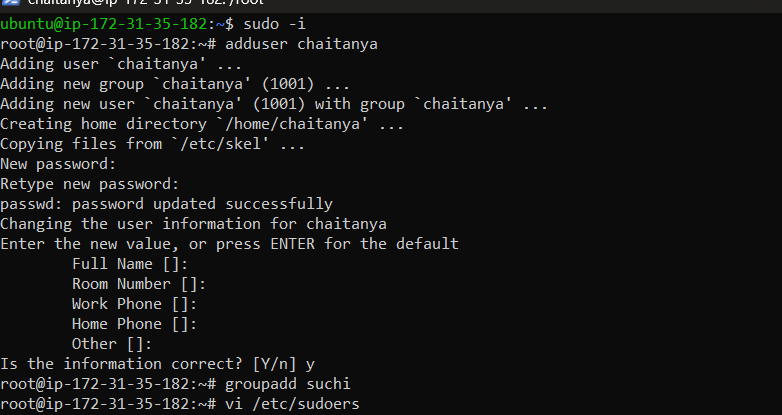 chaitanya@ip-172-31-35-182: /root
ubuntu@ip-172-31-35-182:~$ sudo -i
root@ip-172-31-35-182:~# adduser chaitanya
Adding user `chaitanya' ...
Adding new group `chaitanya' (1001) ...
Adding new user `chaitanya' (1001) with group `chaitanya' ...
Creating home directory `/home/chaitanya' ...
Copying files from `/etc/skel' ...
New password:
Retype new password:
passwd: password updated successfully
Changing the user information for chaitanya
Enter the new value, or press ENTER for the default
        Full Name []:
        Room Number []:
        Work Phone []:
        Home Phone []:
        Other []:
Is the information correct? [Y/n] y
root@ip-172-31-35-182:~# groupadd suchi
root@ip-172-31-35-182:~# vi /etc/sudoers